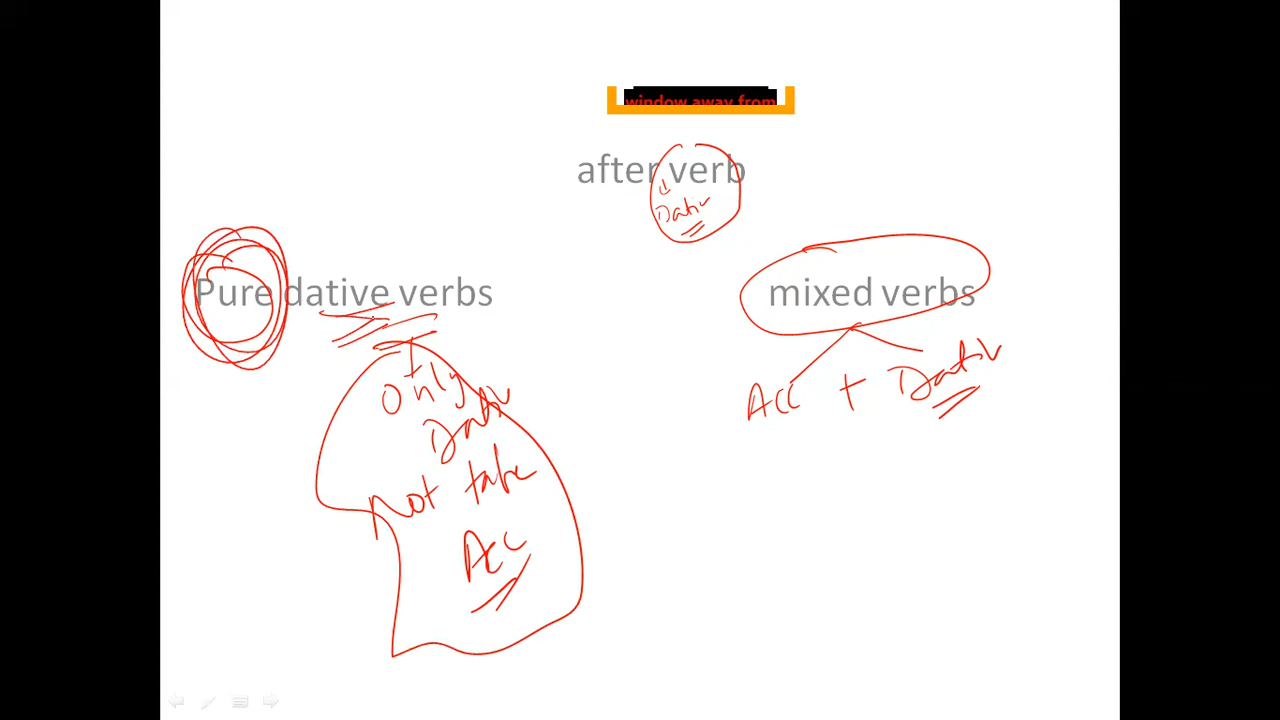 window away from
after verb
Dativ
Pure dative verbs
mixed verbs
Only
Dativ
Acc + Dativ
Not take
Acc